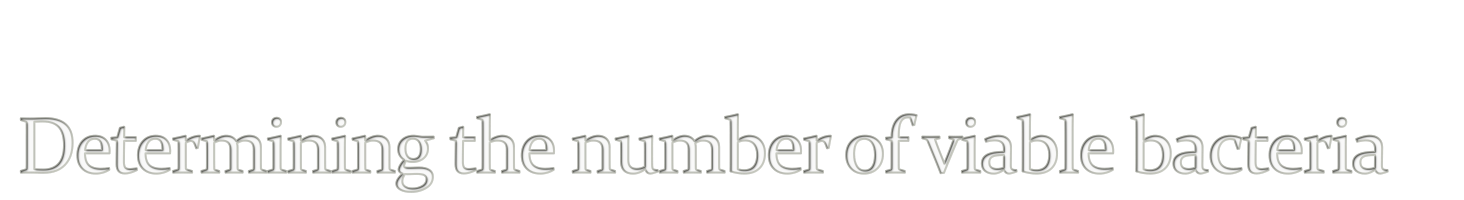 Determining the number of viable bacteria